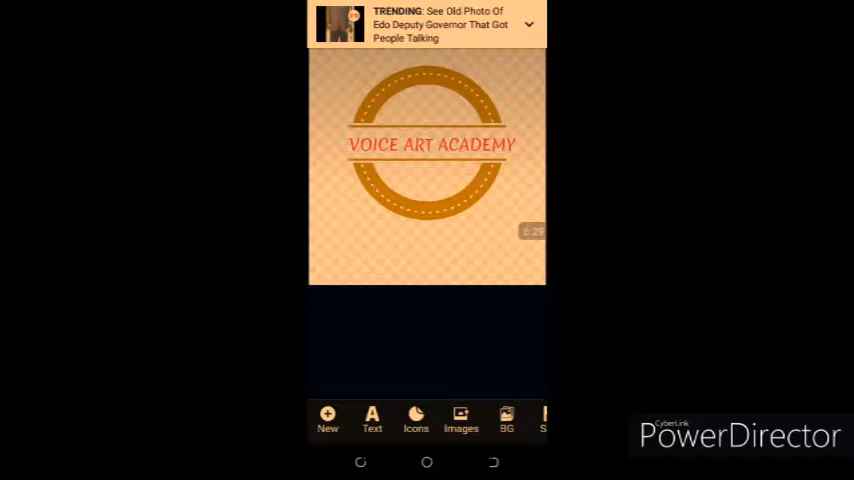 TRENDING: See Old Photo Of
Edo Deputy Governor That Got
People Talking
VOICE ART ACADEMY
6:29
New
Text
Icons
Images
BG
CyberLink
PowerDirector